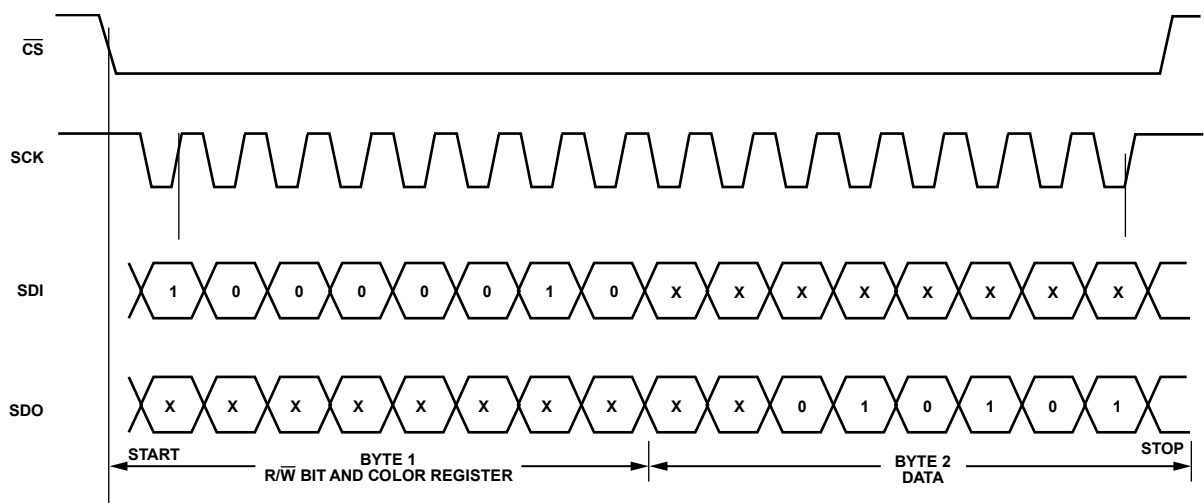 CS
SCK
SDI 1 0 0 0 0 0 1 0 X X X X X X X X
SDO X X X X X X X X X X 0 1 0 1 0 1
START BYTE 1 BYTE 2 STOP
R/W BIT AND COLOR REGISTER DATA